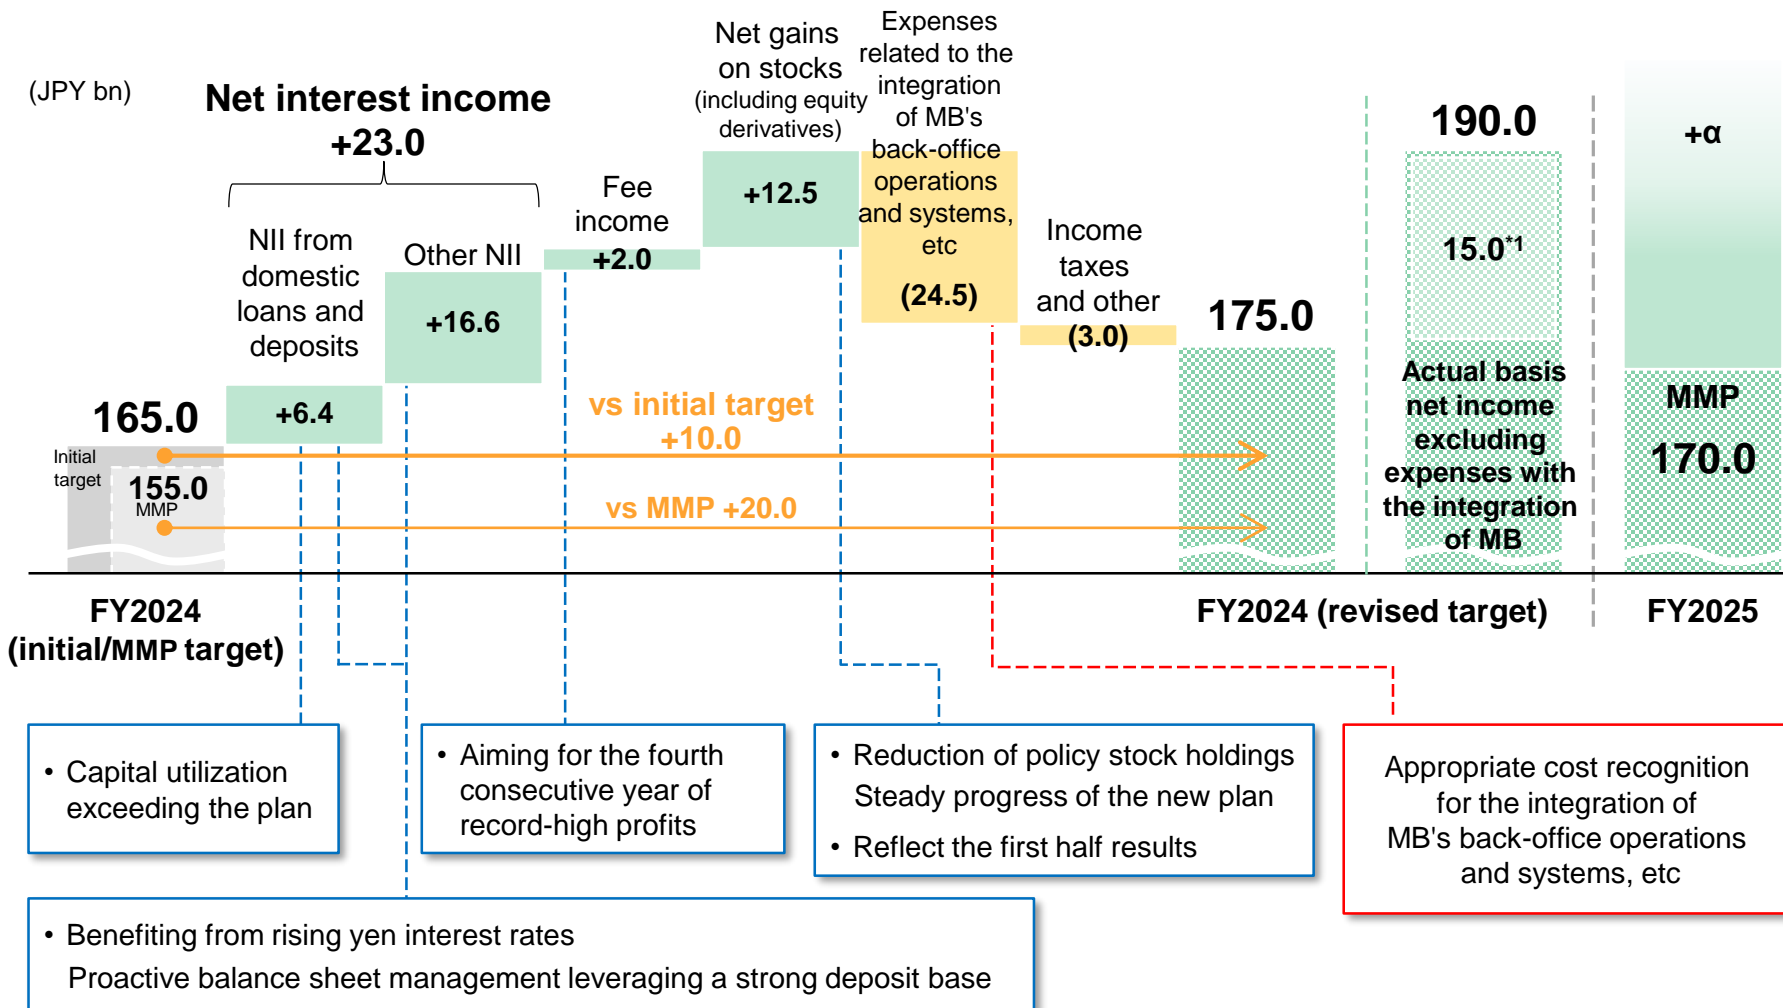 (JPY bn)
Net interest income
+23.0
NII from
domestic
loans and
deposits
+6.4
Other NII
+16.6
Fee
income
+2.0
Net gains
on stocks
(including equity
derivatives)
+12.5
Expenses
related to the
integration
of MB's
back-office
operations
and systems,
etc
(24.5)
Income
taxes
and other
(3.0)
165.0
Initial
target
155.0
MMP
vs initial target
+10.0
vs MMP +20.0
175.0
190.0
15.0*1
Actual basis
net income
excluding
expenses with
the integration
of MB
+α
MMP
170.0
FY2024
(initial/MMP target)
FY2024 (revised target)
FY2025
• Capital utilization
exceeding the plan
• Aiming for the fourth
consecutive year of
record-high profits
• Reduction of policy stock holdings
Steady progress of the new plan
• Reflect the first half results
Appropriate cost recognition
for the integration of
MB's back-office operations
and systems, etc
• Benefiting from rising yen interest rates
Proactive balance sheet management leveraging a strong deposit base